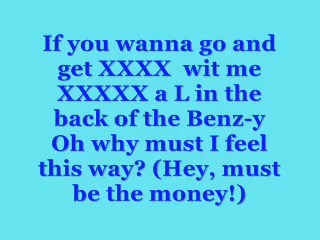 If you wanna go and
get XXXX  wit me
XXXXX a L in the
back of the Benz-y
Oh why must I feel
this way? (Hey, must
be the money!)